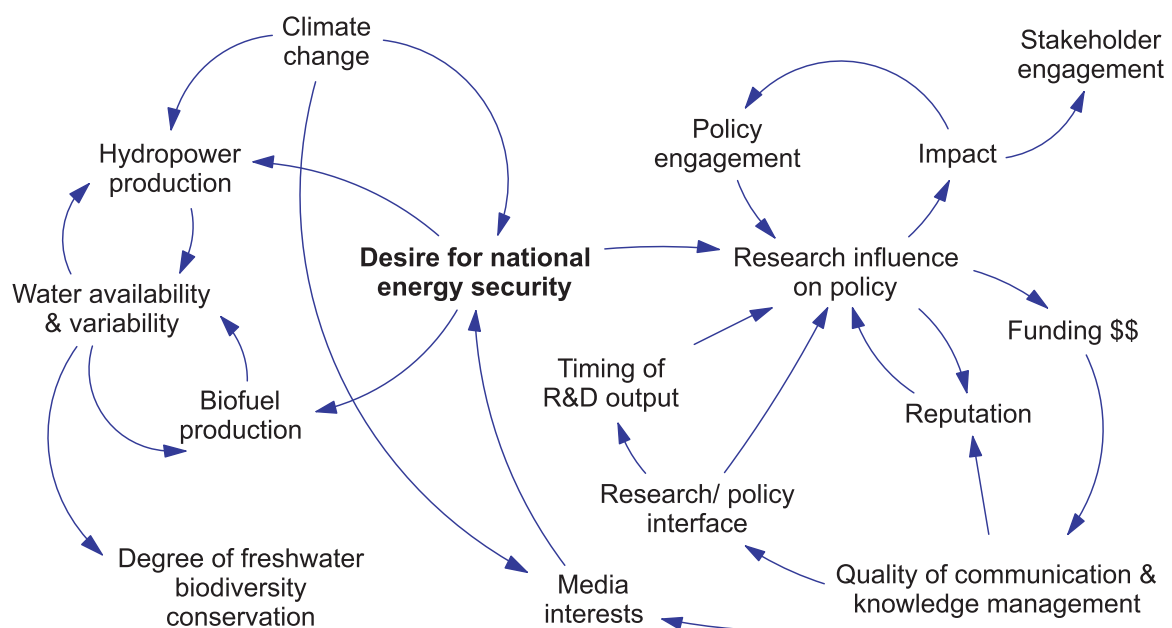 Climate
change
Stakeholder
engagement
Policy
engagement
Impact
Hydropower
production
Desire for national
energy security
Research influence
on policy
Water availability
& variability
Funding $$
Timing of
R&D output
Biofuel
production
Reputation
Research/ policy
interface
Degree of freshwater
biodiversity
conservation
Media
interests
Quality of communication &
knowledge management